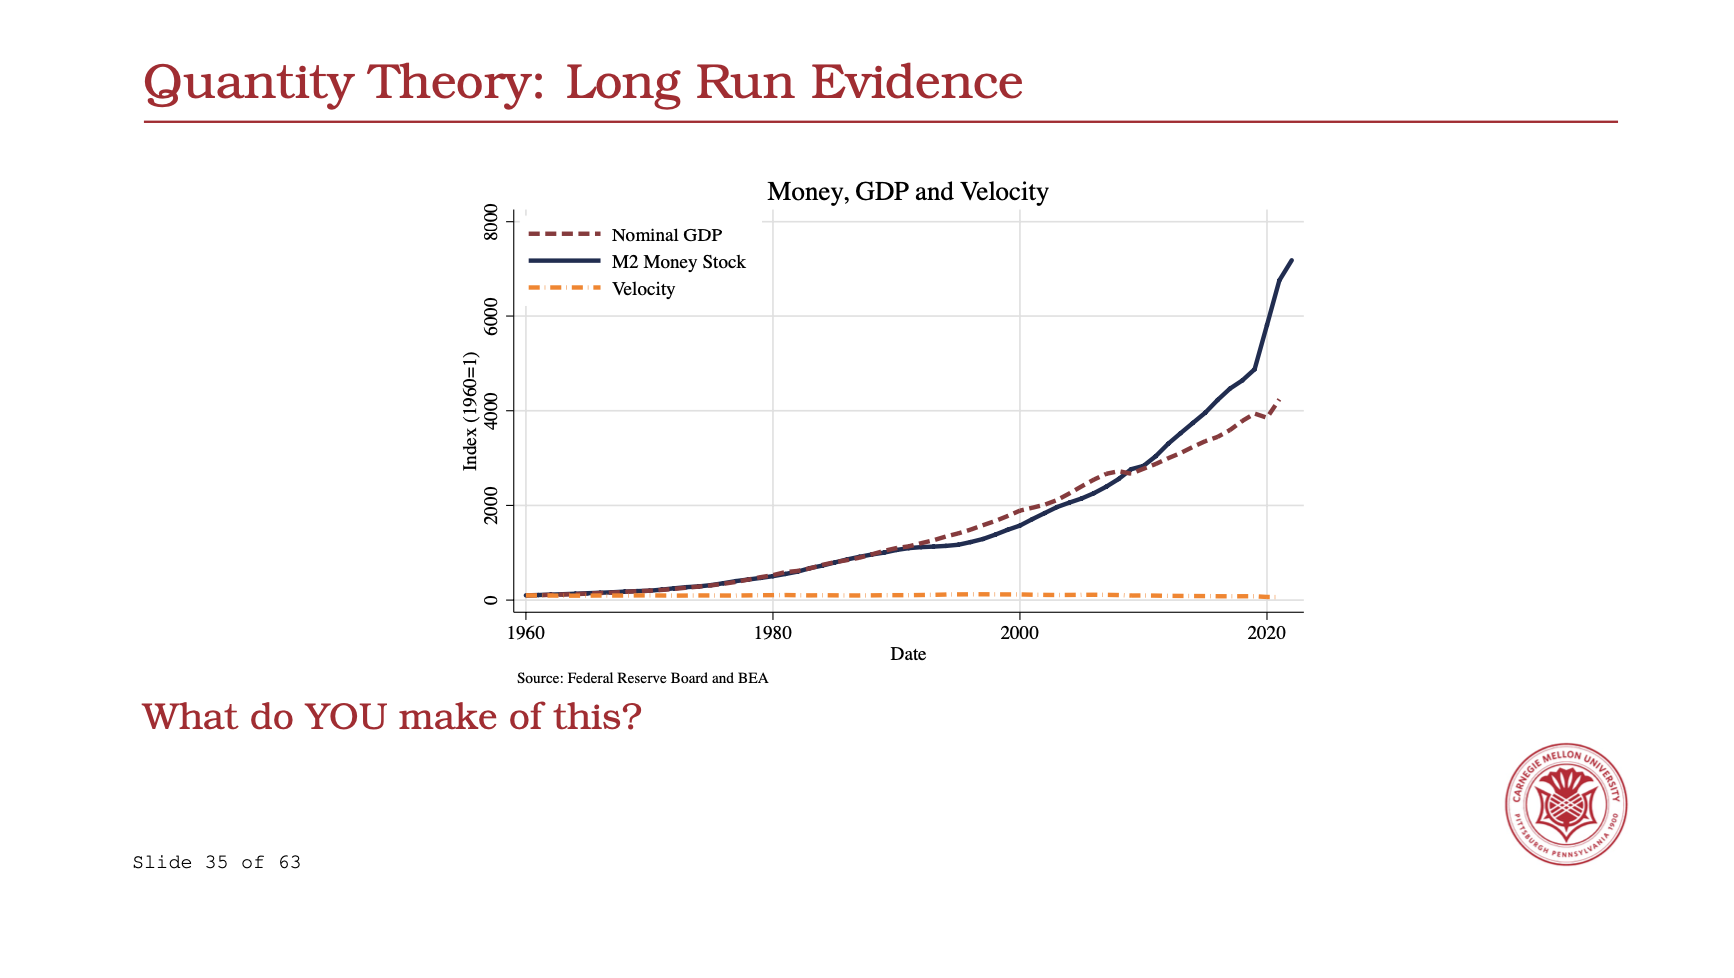 Quantity Theory: Long Run Evidence
Money, GDP and Velocity
8000
6000
4000
2000
0
Index (1960=1)
Nominal GDP
M2 Money Stock
Velocity
1960 1980 2000 2020
Date
Source: Federal Reserve Board and BEA
What do YOU make of this?
CARNEGIE MELLON UNIVERSITY
PITTSBURGH PENNSYLVANIA 1900
Slide 35 of 63